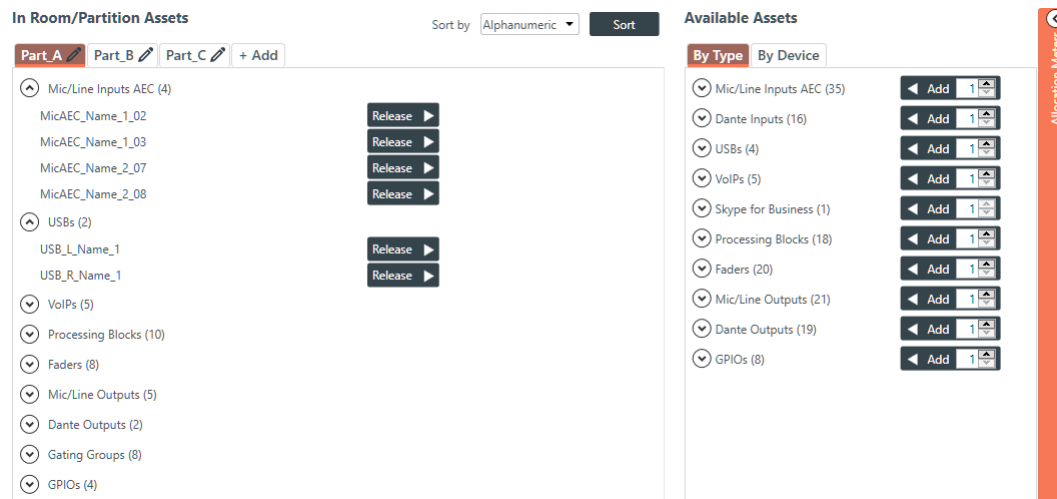 In Room/Partition Assets
Sort by Alphanumeric Sort
Part_A Part_B Part_C + Add
Mic/Line Inputs AEC (4)
MicAEC_Name_1_02 Release
MicAEC_Name_1_03 Release
MicAEC_Name_2_07 Release
MicAEC_Name_2_08 Release
USBs (2)
USB_L_Name_1 Release
USB_R_Name_1 Release
VoIPs (5)
Processing Blocks (10)
Faders (8)
Mic/Line Outputs (5)
Dante Outputs (2)
Gating Groups (8)
GPIOs (4)
Available Assets
By Type By Device
Mic/Line Inputs AEC (35) Add 1
Dante Inputs (16) Add 1
USBs (4) Add 1
VoIPs (5) Add 1
Skype for Business (1) Add 1
Processing Blocks (18) Add 1
Faders (20) Add 1
Mic/Line Outputs (21) Add 1
Dante Outputs (19) Add 1
GPIOs (8) Add 1
Allocation Meters